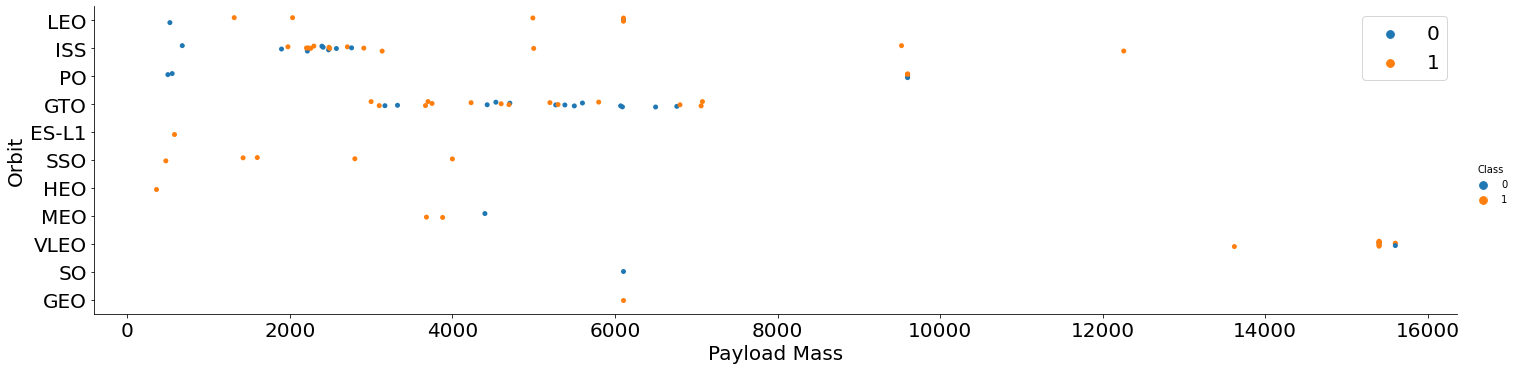 LEO
ISS
PO
GTO
ES-L1
SSO
HEO
MEO
VLEO
SO
GEO
Orbit
0
1
Class
0
1
0 2000 4000 6000 8000 10000 12000 14000 16000
Payload Mass